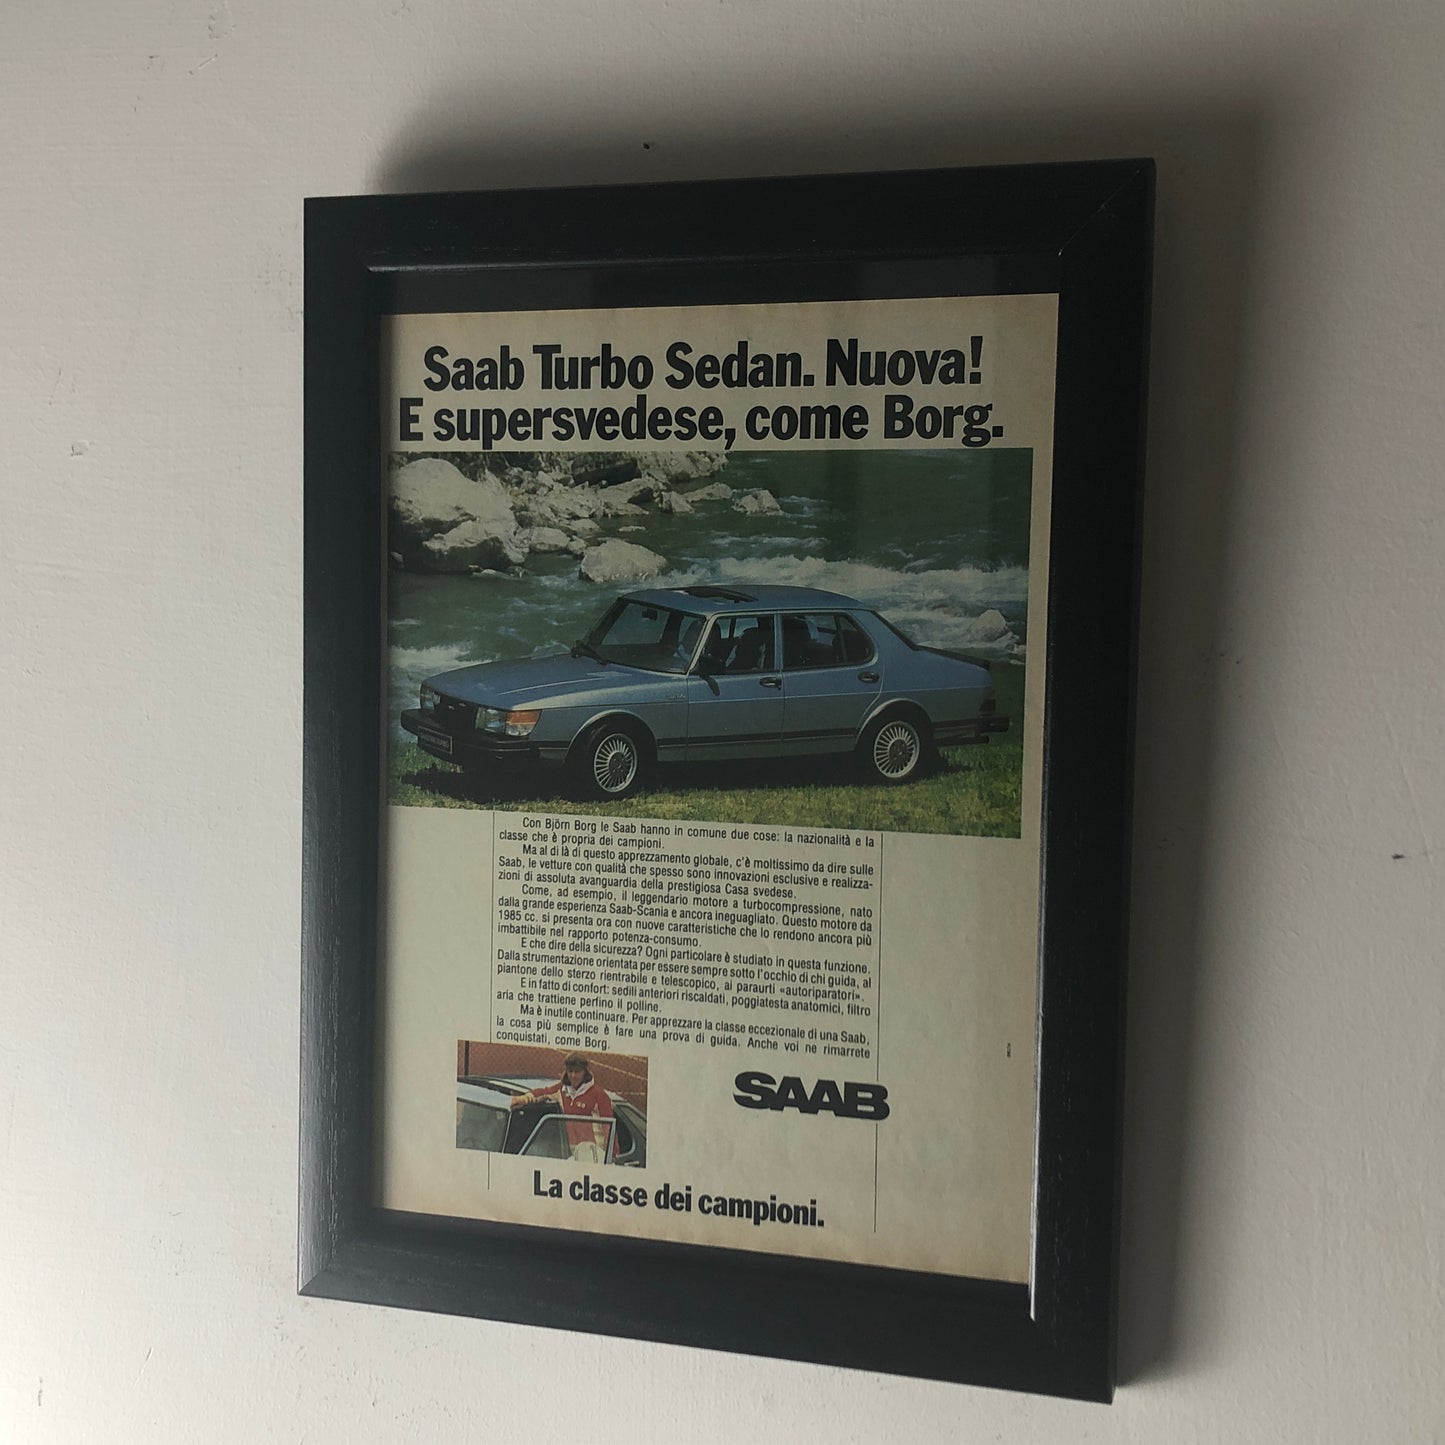 Saab Turbo Sedan. Nuova!
E supersvedese, come Borg.
Con Björn Borg le Saab hanno in comune due cose: la nazionalità e la
classe che è propria dei campioni.
Ma al di là di questo apprezzamento globale, c'è moltissimo da dire sulle
Saab, le vetture con qualità che spesso sono innovazioni esclusive e realizza-
zioni di assoluta avanguardia della prestigiosa Casa svedese.
Come, ad esempio, il leggendario motore a turbocompressione, nato
dalla grande esperienza Saab-Scania e ancora ineguagliato. Questo motore da
1985 cc. si presenta ora con nuove caratteristiche che lo rendono ancora più
imbattibile nel rapporto potenza-consumo.
E che dire della sicurezza? Ogni particolare è studiato in questa funzione.
Dalla strumentazione orientata per essere sempre sotto l'occhio di chi guida, al
piantone dello sterzo rientrabile e telescopico, ai paraurti «autoriparatori».
E in fatto di confort: sedili anteriori riscaldati, poggiatesta anatomici, filtro
aria che trattiene perfino il polline.
Ma è inutile continuare. Per apprezzare la classe eccezionale di una Saab,
la cosa più semplice è fare una prova di guida. Anche voi ne rimarrete
conquistati, come Borg.
SAAB
La classe dei campioni.